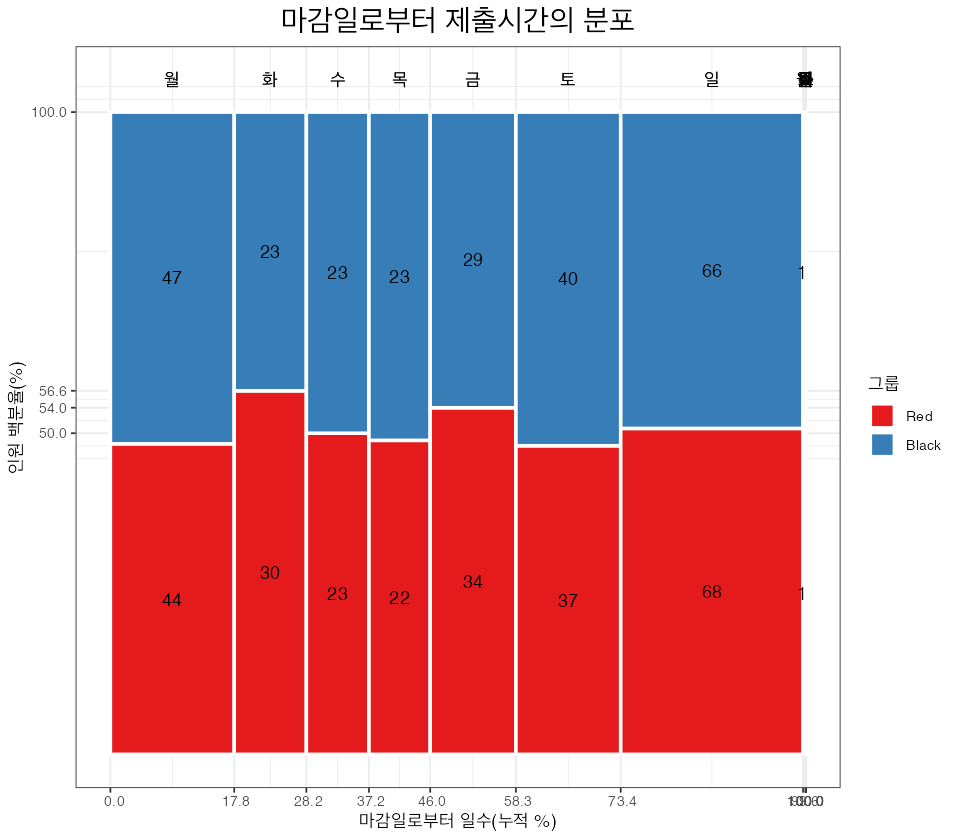 마감일로부터 제출시간의 분포
월 화 수 목 금 토 일
100.0
56.6
54.0
50.0
인원 백분율(%)
47 23 23 23 29 40 66 1
44 30 23 22 34 37 68 1
0.0 17.8 28.2 37.2 46.0 58.3 73.4
마감일로부터 일수(누적 %)
그룹
Red
Black